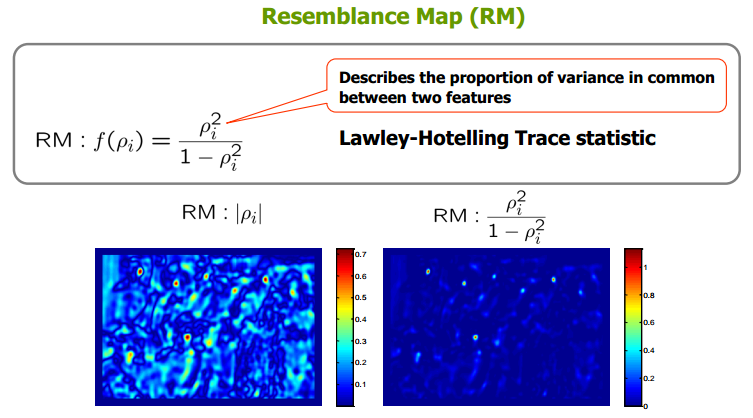 Resemblance Map (RM)
Describes the proportion of variance in common
between two features
RM : f(ρᵢ) = ρᵢ² / (1 − ρᵢ²)
Lawley-Hotelling Trace statistic
RM : |ρᵢ|
RM : ρᵢ² / (1 − ρᵢ²)
0.7
0.6
0.5
0.4
0.3
0.2
0.1
1
0.8
0.6
0.4
0.2
0